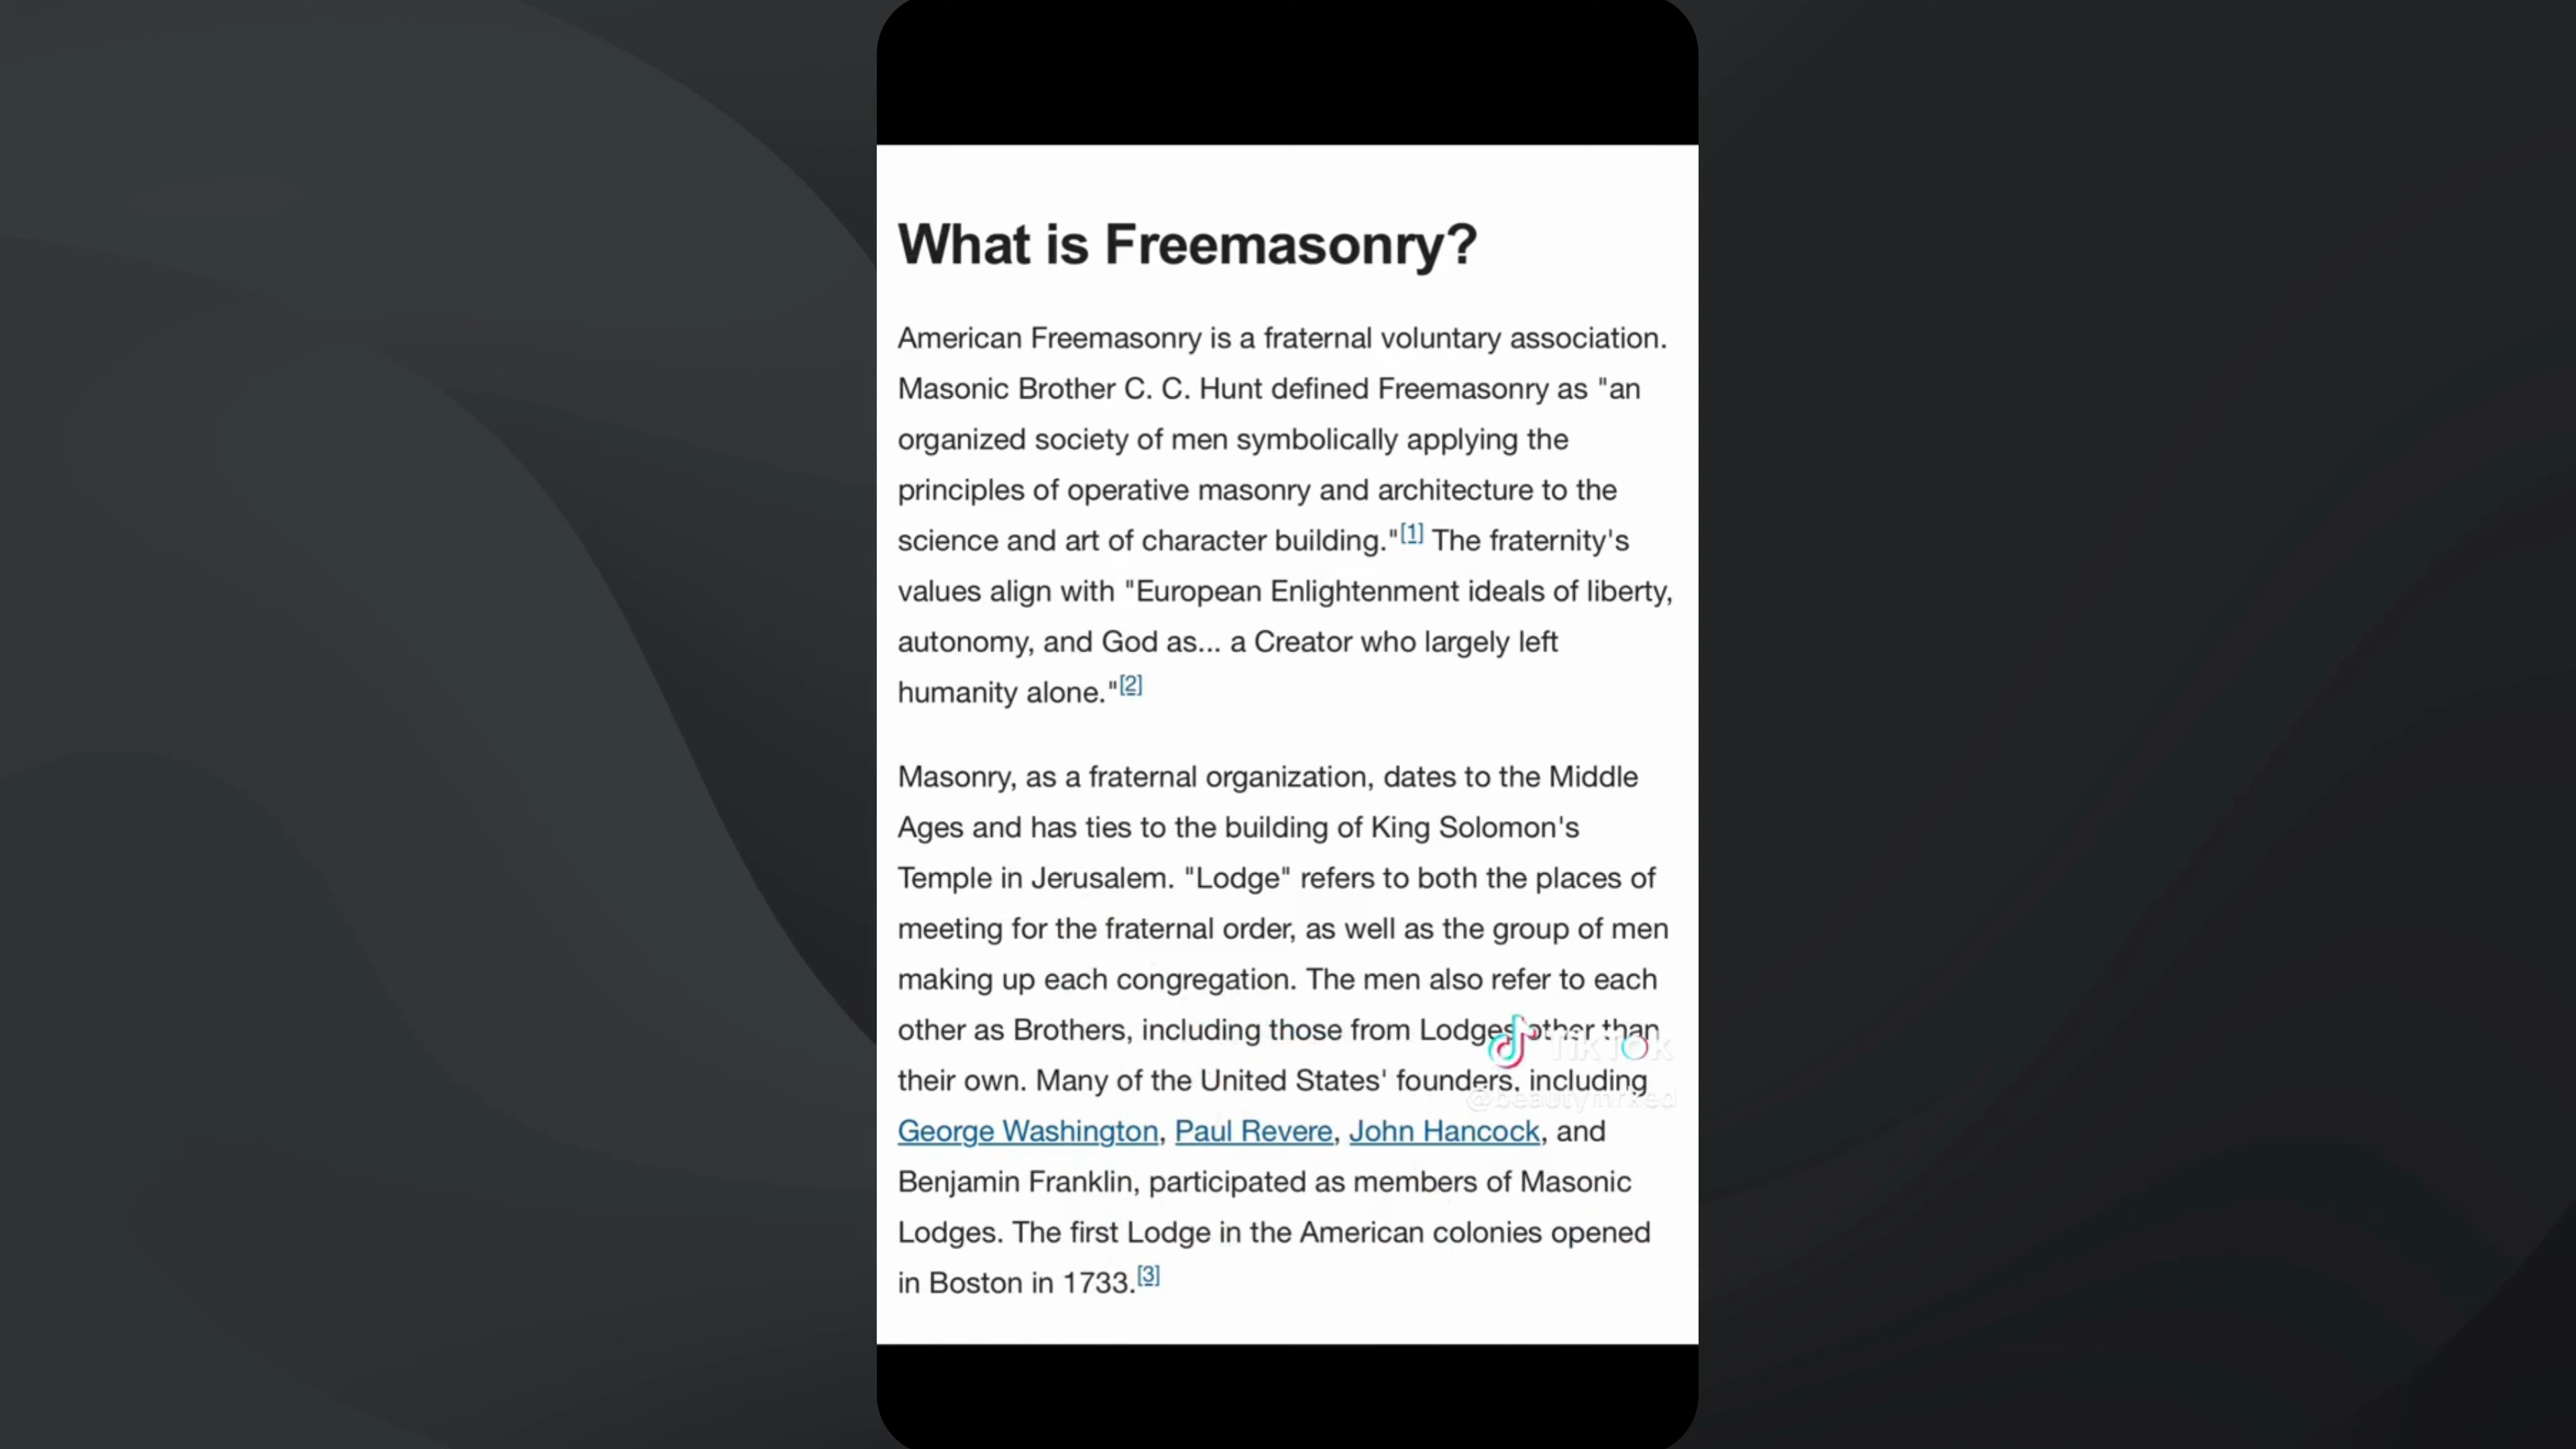 What is Freemasonry?
American Freemasonry is a fraternal voluntary association.
Masonic Brother C. C. Hunt defined Freemasonry as "an
organized society of men symbolically applying the
principles of operative masonry and architecture to the
science and art of character building."[1] The fraternity's
values align with "European Enlightenment ideals of liberty,
autonomy, and God as... a Creator who largely left
humanity alone."[2]
Masonry, as a fraternal organization, dates to the Middle
Ages and has ties to the building of King Solomon's
Temple in Jerusalem. "Lodge" refers to both the places of
meeting for the fraternal order, as well as the group of men
making up each congregation. The men also refer to each
other as Brothers, including those from Lodges other than
TikTok
their own. Many of the United States' founders, including
@beautymrxed
George Washington, Paul Revere, John Hancock, and
Benjamin Franklin, participated as members of Masonic
Lodges. The first Lodge in the American colonies opened
in Boston in 1733.[3]